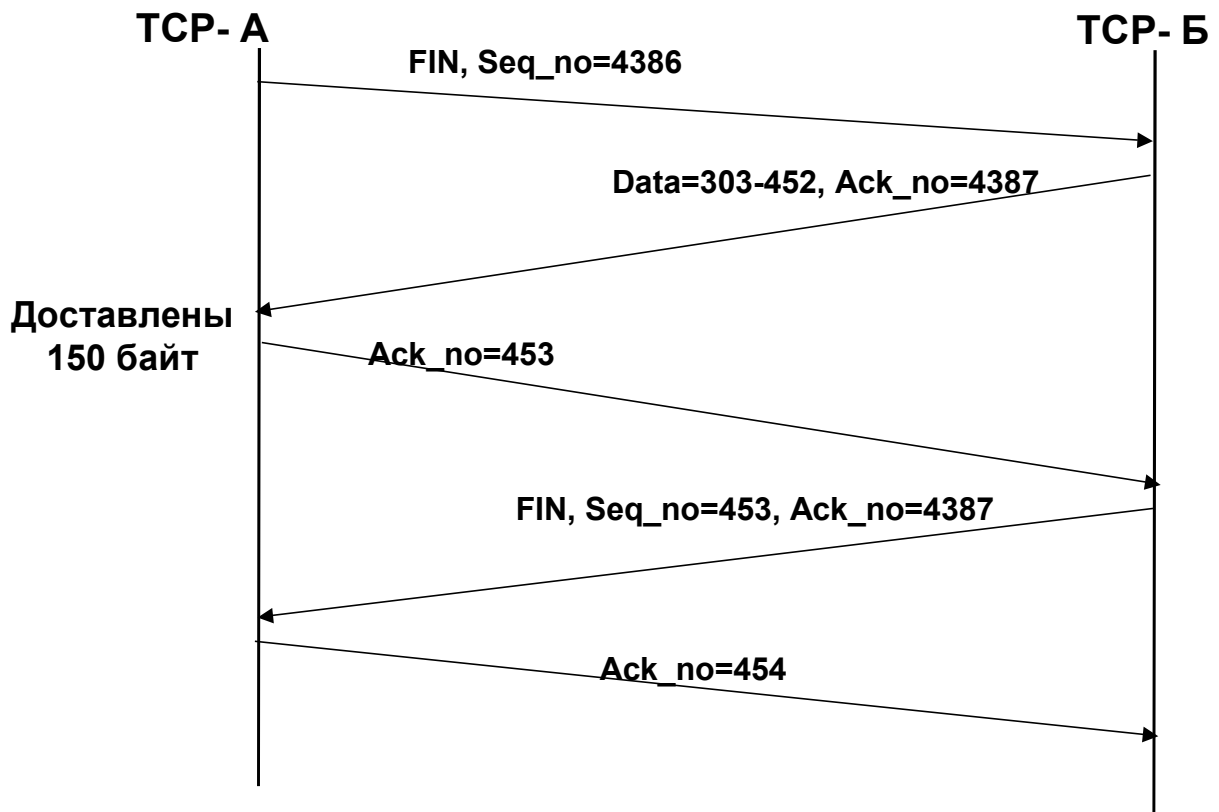 TCP- А
TCP- Б
FIN, Seq_no=4386
Data=303-452, Ack_no=4387
Доставлены
150 байт
Ack_no=453
FIN, Seq_no=453, Ack_no=4387
Ack_no=454